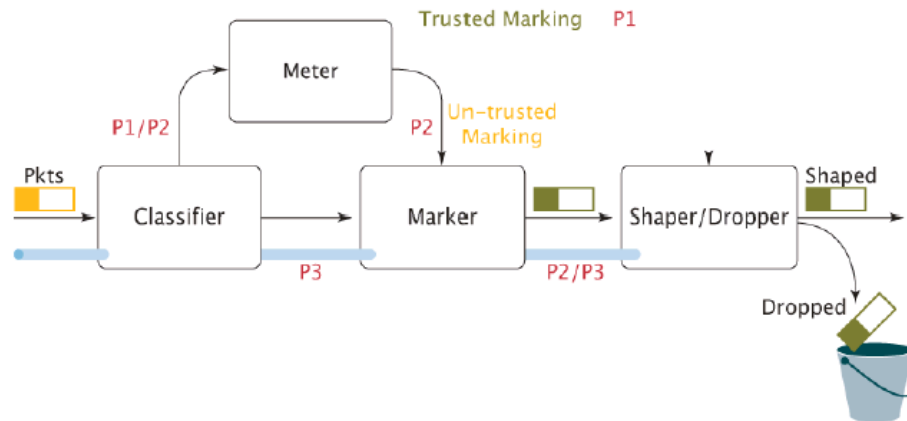 Trusted Marking P1
Meter
P1/P2
P2
Un-trusted
Marking
Pkts
Classifier
Marker
Shaper/Dropper
Shaped
P3
P2/P3
Dropped